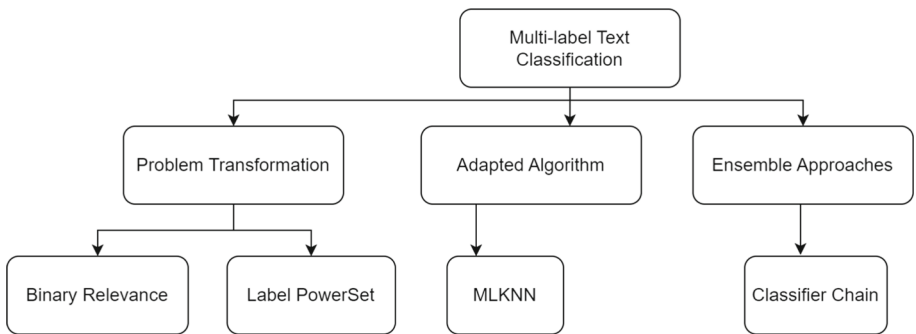 Multi-label Text
Classification
Problem Transformation
Adapted Algorithm
Ensemble Approaches
Binary Relevance
Label PowerSet
MLKNN
Classifier Chain